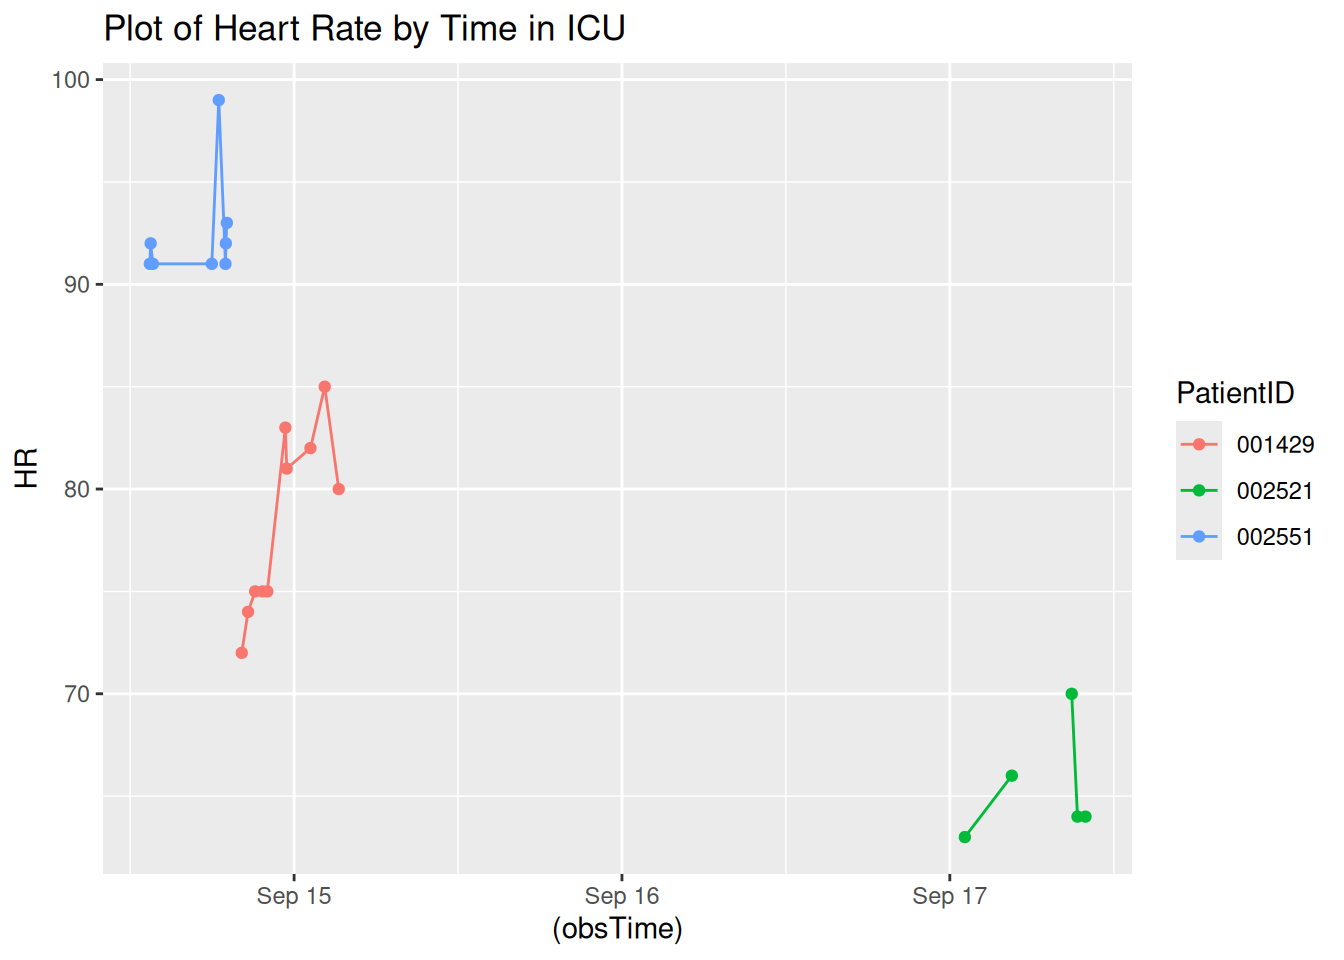 Plot of Heart Rate by Time in ICU
100
90
80
70
HR
Sep 15
Sep 16
Sep 17
(obsTime)
PatientID
001429
002521
002551